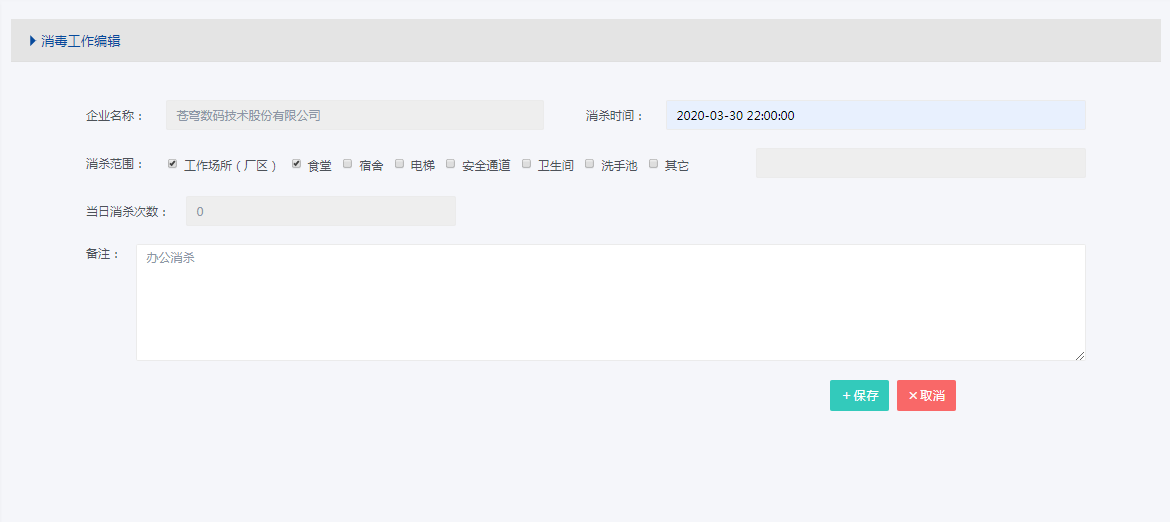 消毒工作编辑
企业名称： 苍穹数码技术股份有限公司 消杀时间： 2020-03-30 22:00:00
消杀范围： 工作场所（厂区） 食堂 宿舍 电梯 安全通道 卫生间 洗手池 其它
当日消杀次数： 0
备注： 办公消杀
+保存 ×取消